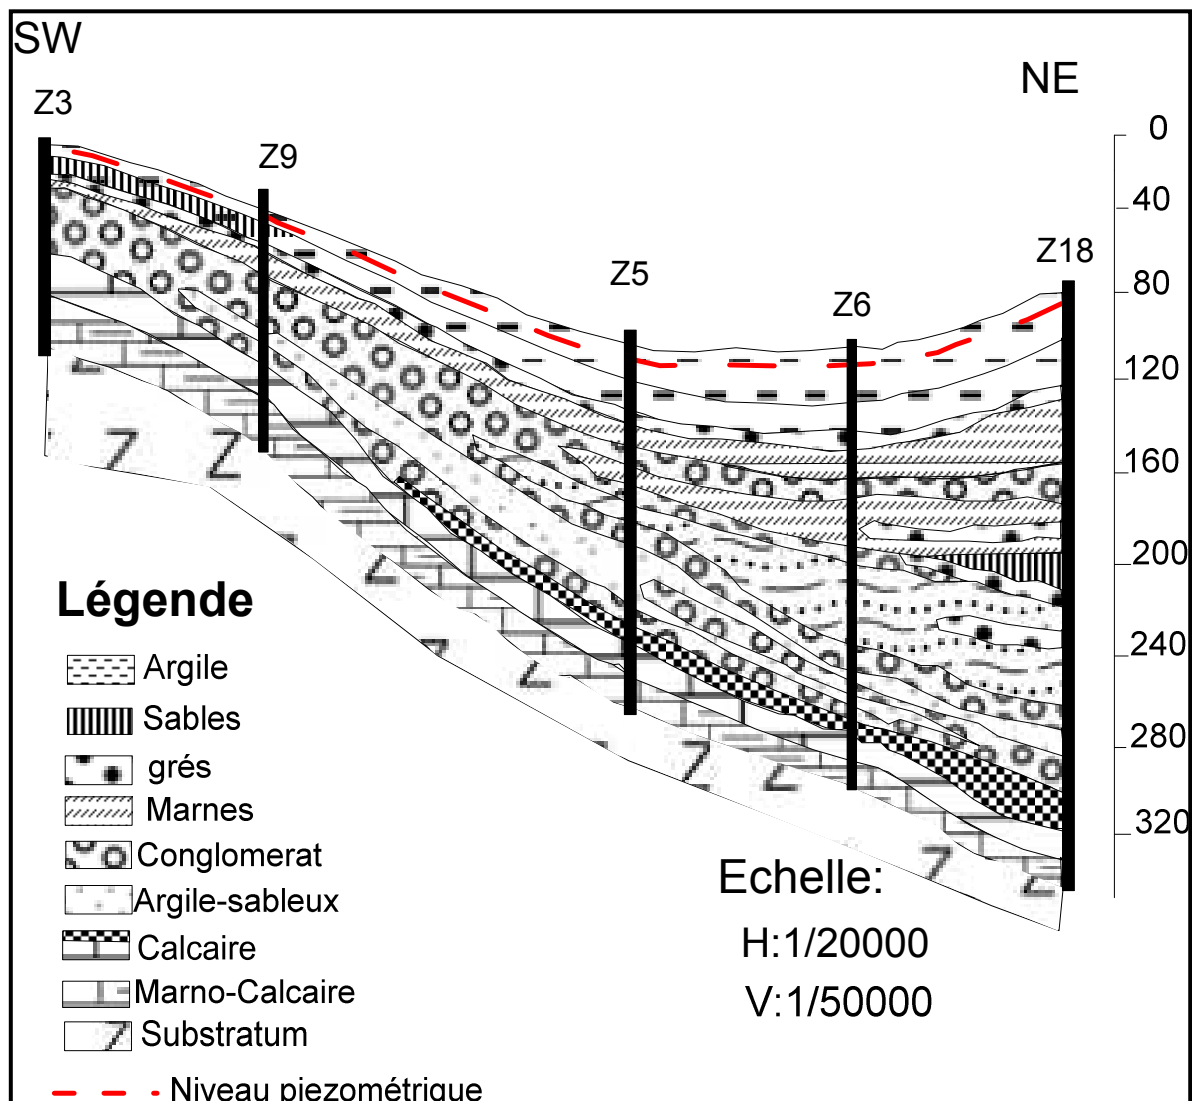 SW
NE
Z3
Z9
Z5
Z6
Z18
0
40
80
120
160
200
240
280
320
Légende
Argile
Sables
grés
Marnes
Conglomerat
Argile-sableux
Calcaire
Marno-Calcaire
Substratum
Niveau piezométrique
Echelle:
H:1/20000
V:1/50000